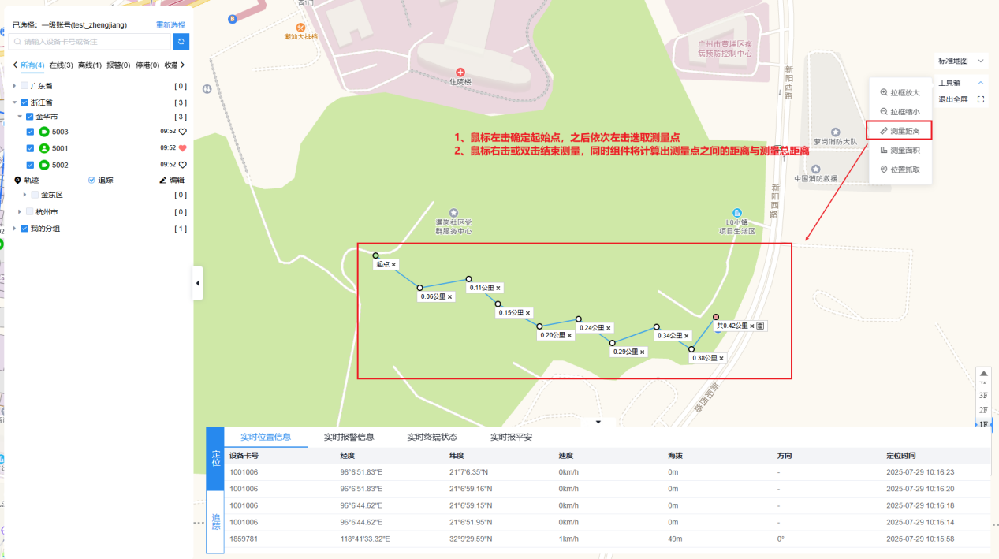 已选择: 一级账号(test_zhengjiang)
重新选择
请输入设备卡号或备注
所有(4) 在线(3) 离线(1) 报警(0) 停港(0)
广东省 [ 0 ]
浙江省 [ 3 ]
金华市 [ 3 ]
5003 09:52
5001 09:52
5002 09:52
轨迹 追踪 编辑
金东区 [ 0 ]
杭州市 [ 0 ]
我的分组 [ 1 ]
潮汕大排档
住院楼
广州市黄埔区疾
病预防控制中心
新阳西路
标准地图
工具箱
退出全屏
拉框放大
拉框缩小
测量距离
测量面积
位置抓取
1、鼠标左击确定起始点，之后依次左击选取测量点
2、鼠标右击或双击结束测量，同时组件将计算出测量点之间的距离与测量总距离
萝岗消防大队
中国消防救援
新阳西路
暹岗社区党
群服务中心
LG小镇
项目生活区
起点
0.06公里
0.11公里
0.15公里
0.20公里
0.24公里
0.29公里
0.34公里
0.38公里
共0.42公里
新阳西路
3F
2F
1F
定位
追踪
实时位置信息 实时报警信息 实时终端状态 实时报平安
设备卡号 经度 纬度 速度 海拔 方向 定位时间
1001006 96°6'51.83"E 21°7'6.35"N 0km/h 0m - 2025-07-29 10:16:23
1001006 96°6'51.83"E 21°6'59.16"N 0km/h 0m - 2025-07-29 10:16:20
1001006 96°6'44.62"E 21°6'59.15"N 0km/h 0m - 2025-07-29 10:16:18
1001006 96°6'44.62"E 21°6'51.95"N 0km/h 0m - 2025-07-29 10:16:14
1859781 118°41'33.32"E 32°9'29.59"N 1km/h 49m 0° 2025-07-29 10:15:58